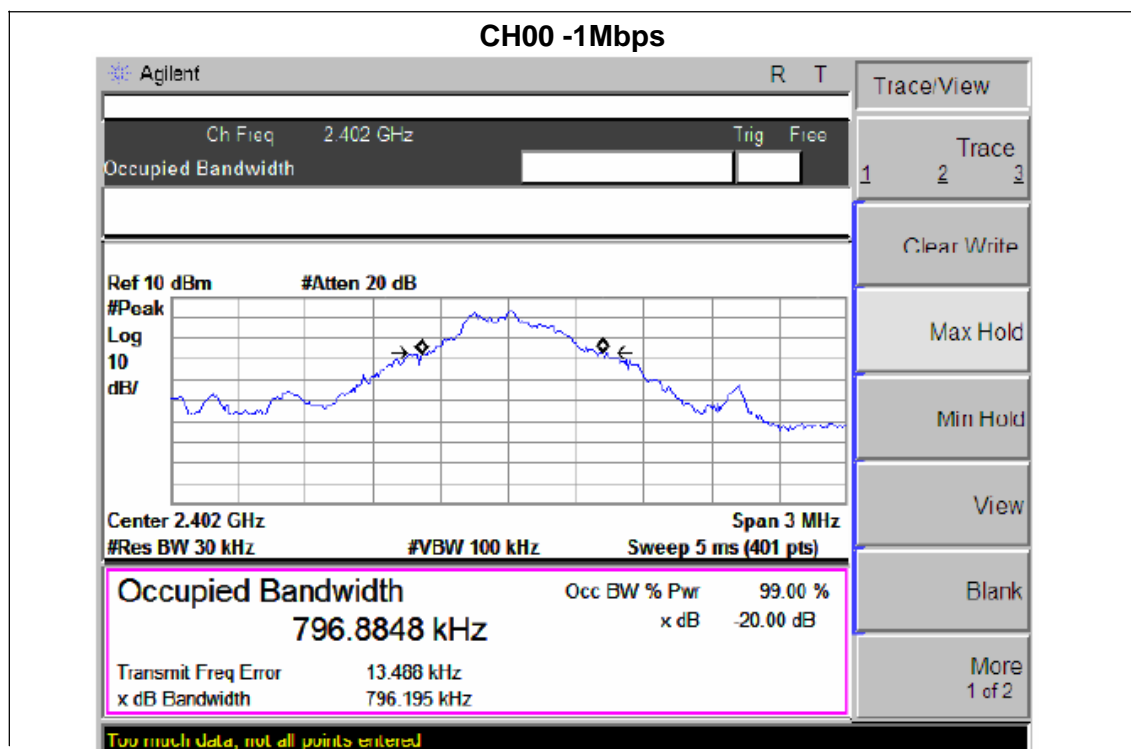 CH00 -1Mbps
Agilent R T
Trace/View
Ch Freq 2.402 GHz Trig Free
Occupied Bandwidth
Trace
1 2 3
Clear Write
Ref 10 dBm #Atten 20 dB
#Peak
Log
10
dB/
Max Hold
Min Hold
View
Center 2.402 GHz Span 3 MHz
#Res BW 30 kHz #VBW 100 kHz Sweep 5 ms (401 pts)
Occupied Bandwidth Occ BW % Pwr 99.00 %
796.8848 kHz x dB -20.00 dB
Blank
Transmit Freq Error 13.488 kHz
x dB Bandwidth 796.195 kHz
More
1 of 2
Too much data, not all points entered